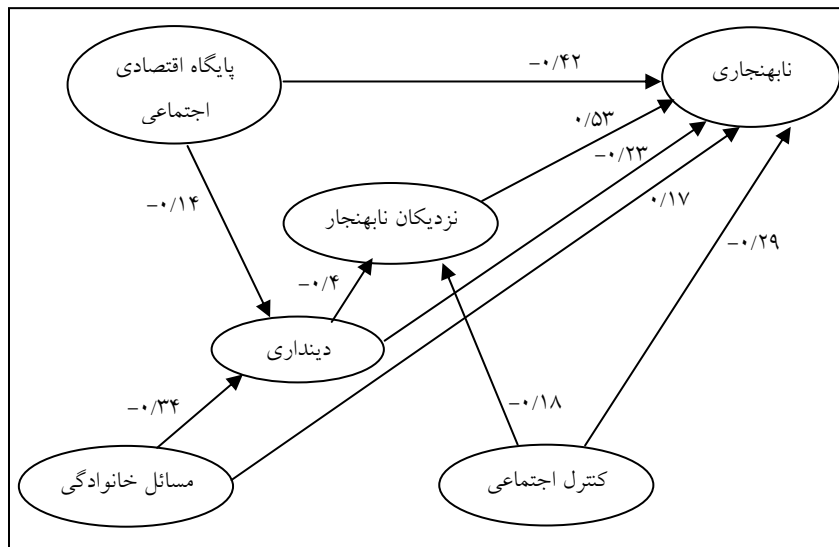 پایگاه اقتصادی
اجتماعی
نابهنجاری
-۰/۴۲
۰/۵۳
-۰/۲۳
۰/۱۷
-۰/۱۴
نزدیکان نابهنجار
-۰/۲۹
-۰/۴
دینداری
-۰/۳۴
-۰/۱۸
مسائل خانوادگی
کنترل اجتماعی